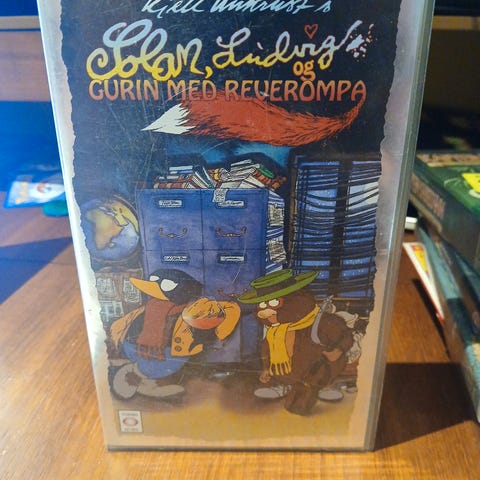 Kjell Aukrust's
Solan, Ludvig
og
GURIN MED REVEROMPA